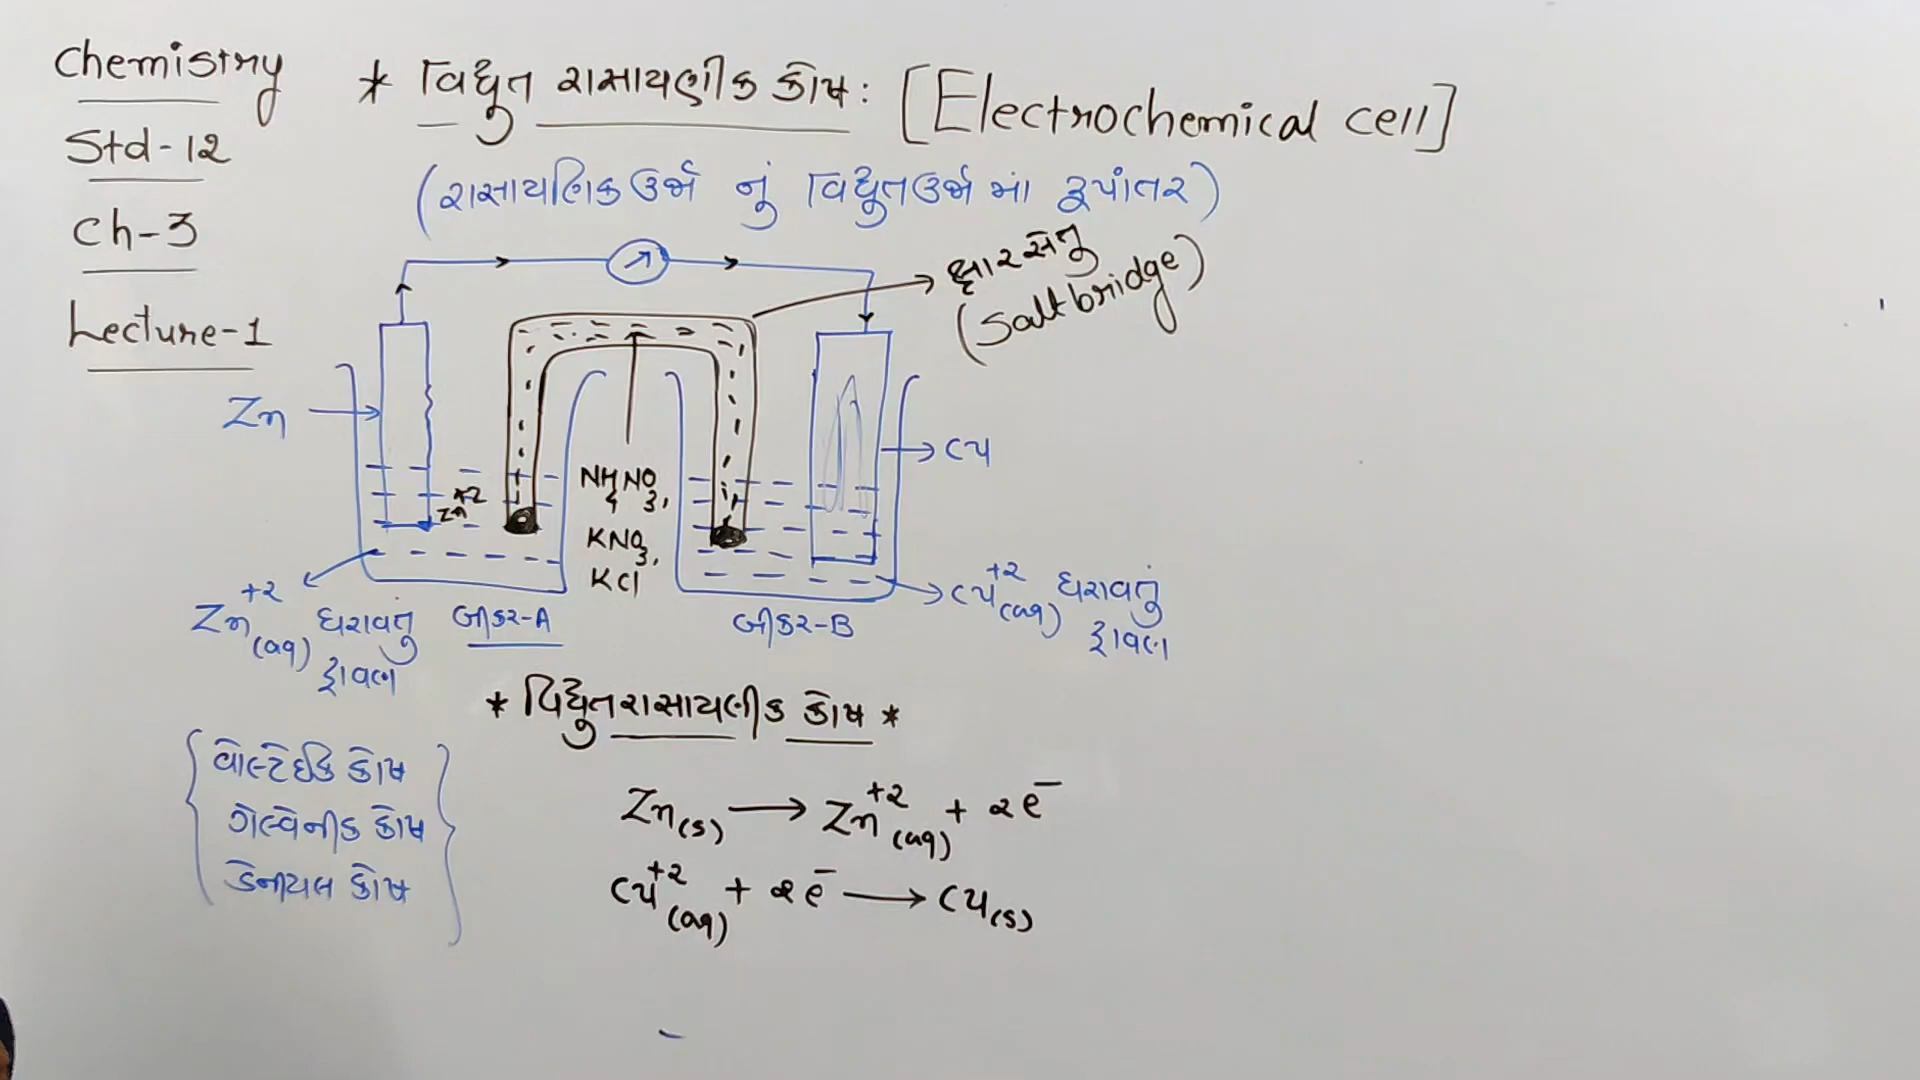 Chemistry
Std-12
Ch-3
Lecture-1
* વિધુત રાસાયણીક કોષ: [Electrochemical cell]
(રાસાયણિક ઉર્જા નું વિધુતઉર્જા માં રૂપાંતર)
ક્ષાર સેતુ
(Salt bridge)
Zn
Cu
Zn+2
NH4NO3,
KNO3,
KCl
Zn+2(aq) ધરાવતું
દ્રાવણ
બીકર-A
બીકર-B
Cu+2(aq) ધરાવતું
દ્રાવણ
* વિધુતરાસાયણીક કોષ *
વોલ્ટેઈક કોષ
ગેલ્વેનીક કોષ
ડેનીયલ કોષ
Zn(s) → Zn+2(aq) + 2e–
Cu+2(aq) + 2e– → Cu(s)